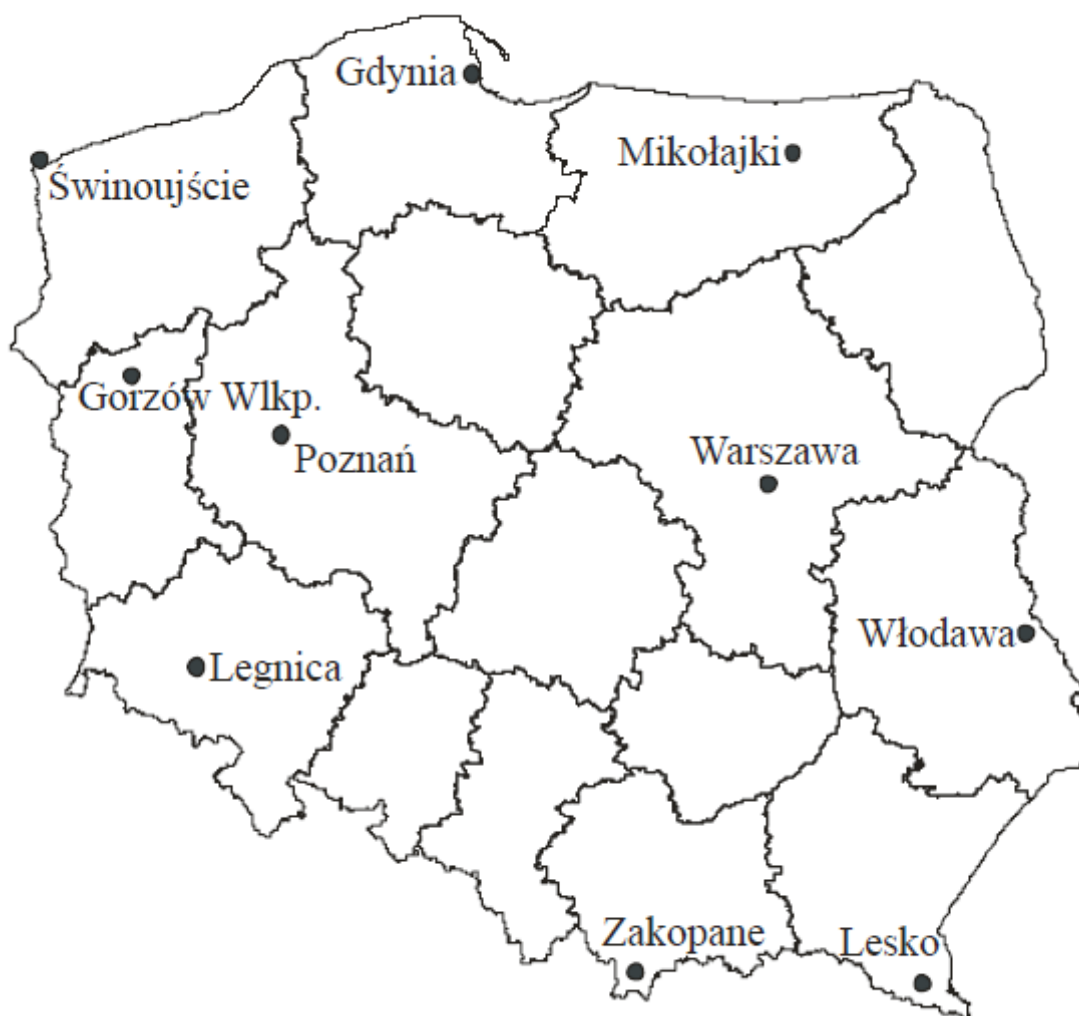 Gdynia
Mikołajki
Świnoujście
Gorzów Wlkp.
Poznań
Warszawa
Włodawa
Legnica
Zakopane
Lesko